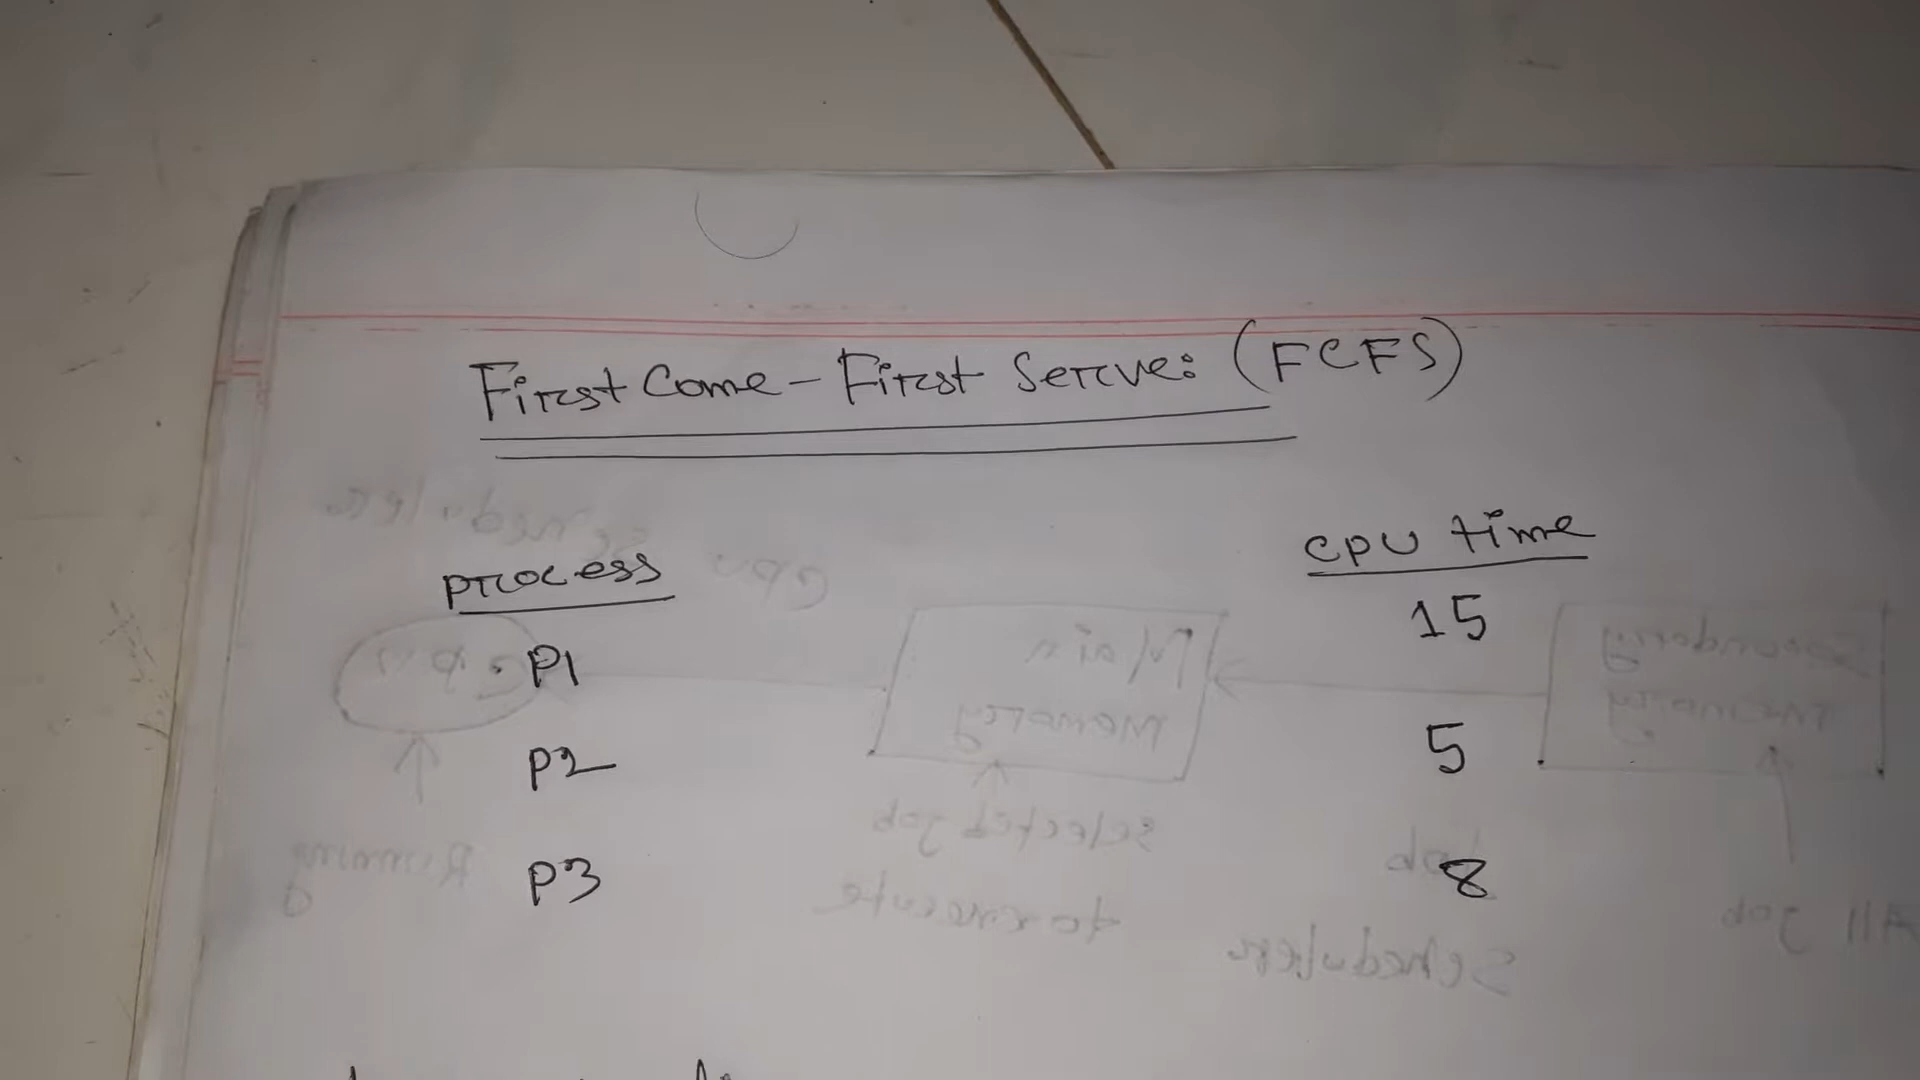 First Come - First Serve: (FCFS)
process CPU time
P1 15
P2 5
P3 8